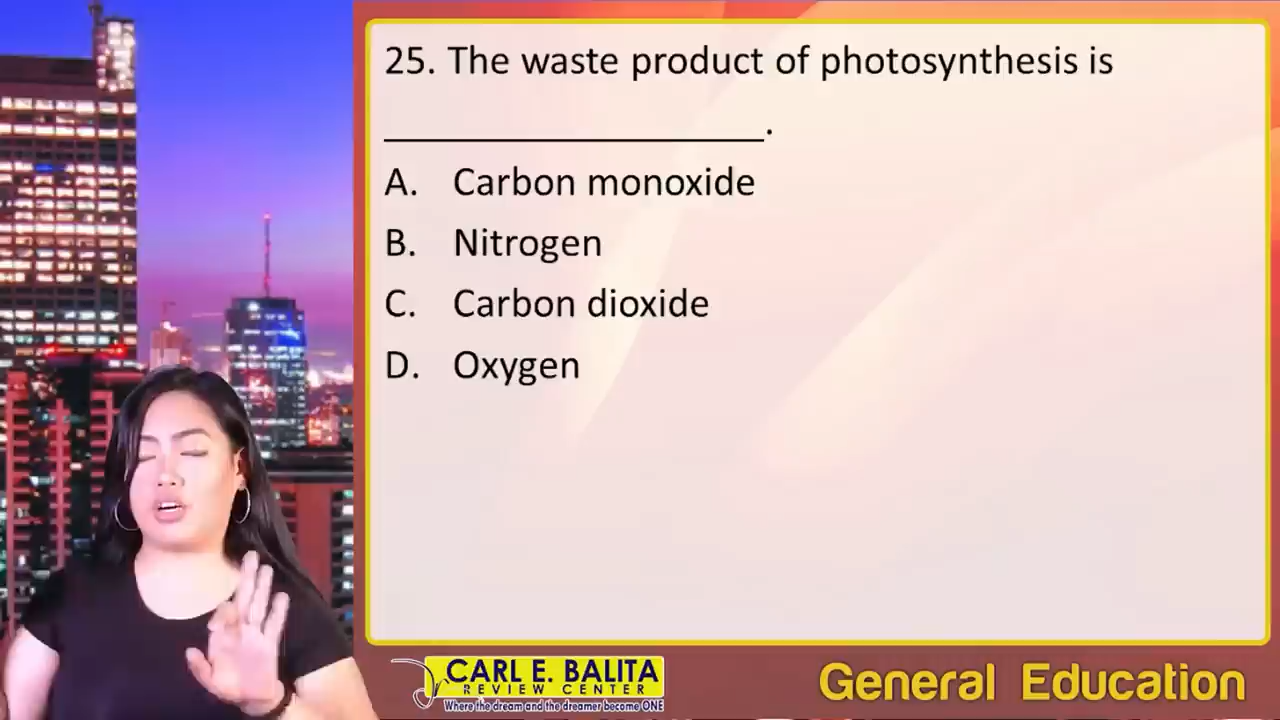 25. The waste product of photosynthesis is
__________________.
A. Carbon monoxide
B. Nitrogen
C. Carbon dioxide
D. Oxygen
CARL E. BALITA
REVIEW CENTER
Where the dream and the dreamer become ONE
General Education